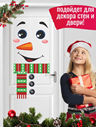 подойдет для
декора стен и
двери!